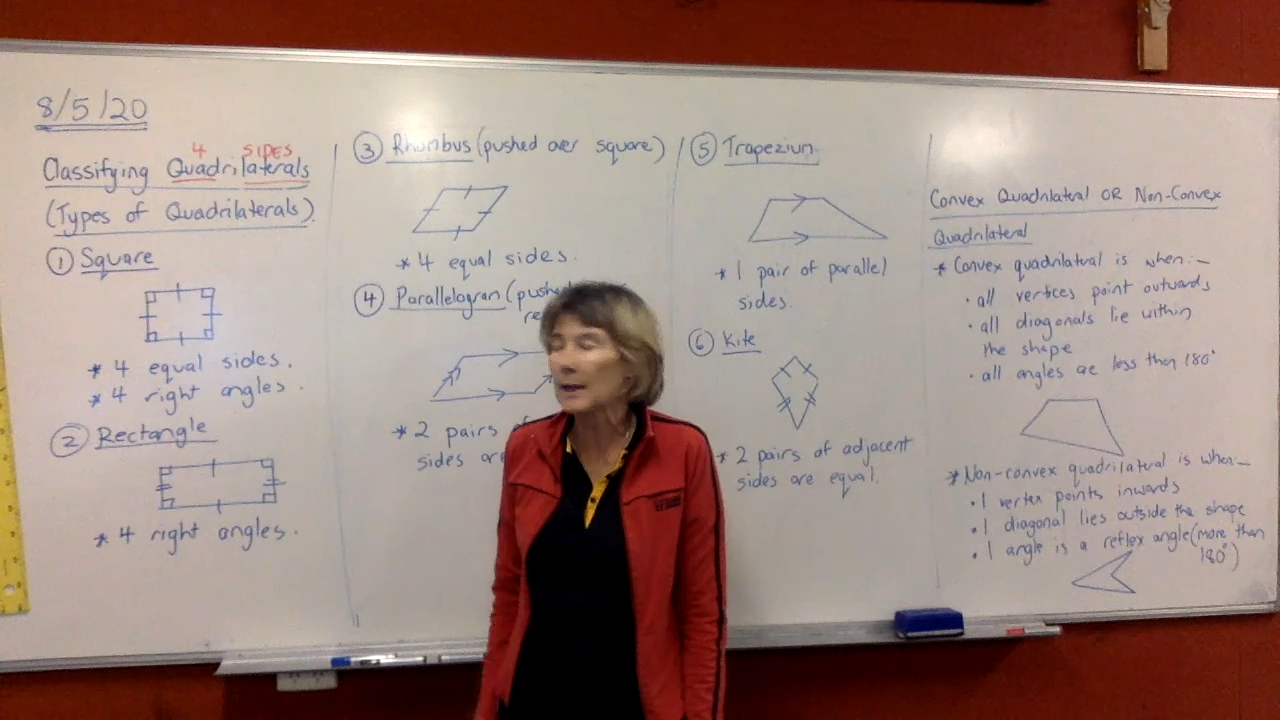 8/5/20
4 SIDES
Classifying Quadrilaterals
(Types of Quadrilaterals).
① Square
* 4 equal sides.
* 4 right angles.
② Rectangle
* 4 right angles.
③ Rhombus (pushed over square)
* 4 equal sides.
④ Parallelogram (pushed
* 2 pairs
sides are
⑤ Trapezium
* 1 pair of parallel
sides.
⑥ Kite
* 2 pairs of adjacent
sides are equal.
Convex Quadrilateral OR Non-Convex
Quadrilateral
* Convex quadrilateral is when:-
· all vertices point outwards
· all diagonals lie within
the shape
· all angles are less than 180°
* Non-convex quadrilateral is when:-
· 1 vertex points inwards
· 1 diagonal lies outside the shape
· 1 angle is a reflex angle (more than
180°)